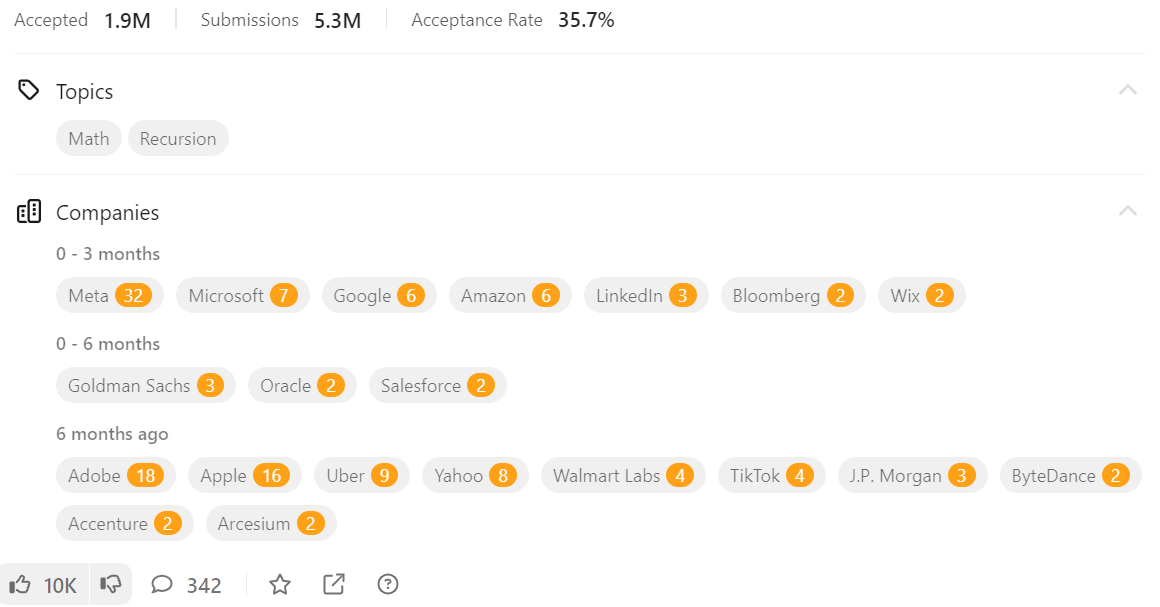 Accepted 1.9M Submissions 5.3M Acceptance Rate 35.7%
Topics
Math Recursion
Companies
0 - 3 months
Meta 32 Microsoft 7 Google 6 Amazon 6 LinkedIn 3 Bloomberg 2 Wix 2
0 - 6 months
Goldman Sachs 3 Oracle 2 Salesforce 2
6 months ago
Adobe 18 Apple 16 Uber 9 Yahoo 8 Walmart Labs 4 TikTok 4 J.P. Morgan 3 ByteDance 2
Accenture 2 Arcesium 2
10K 342 ?